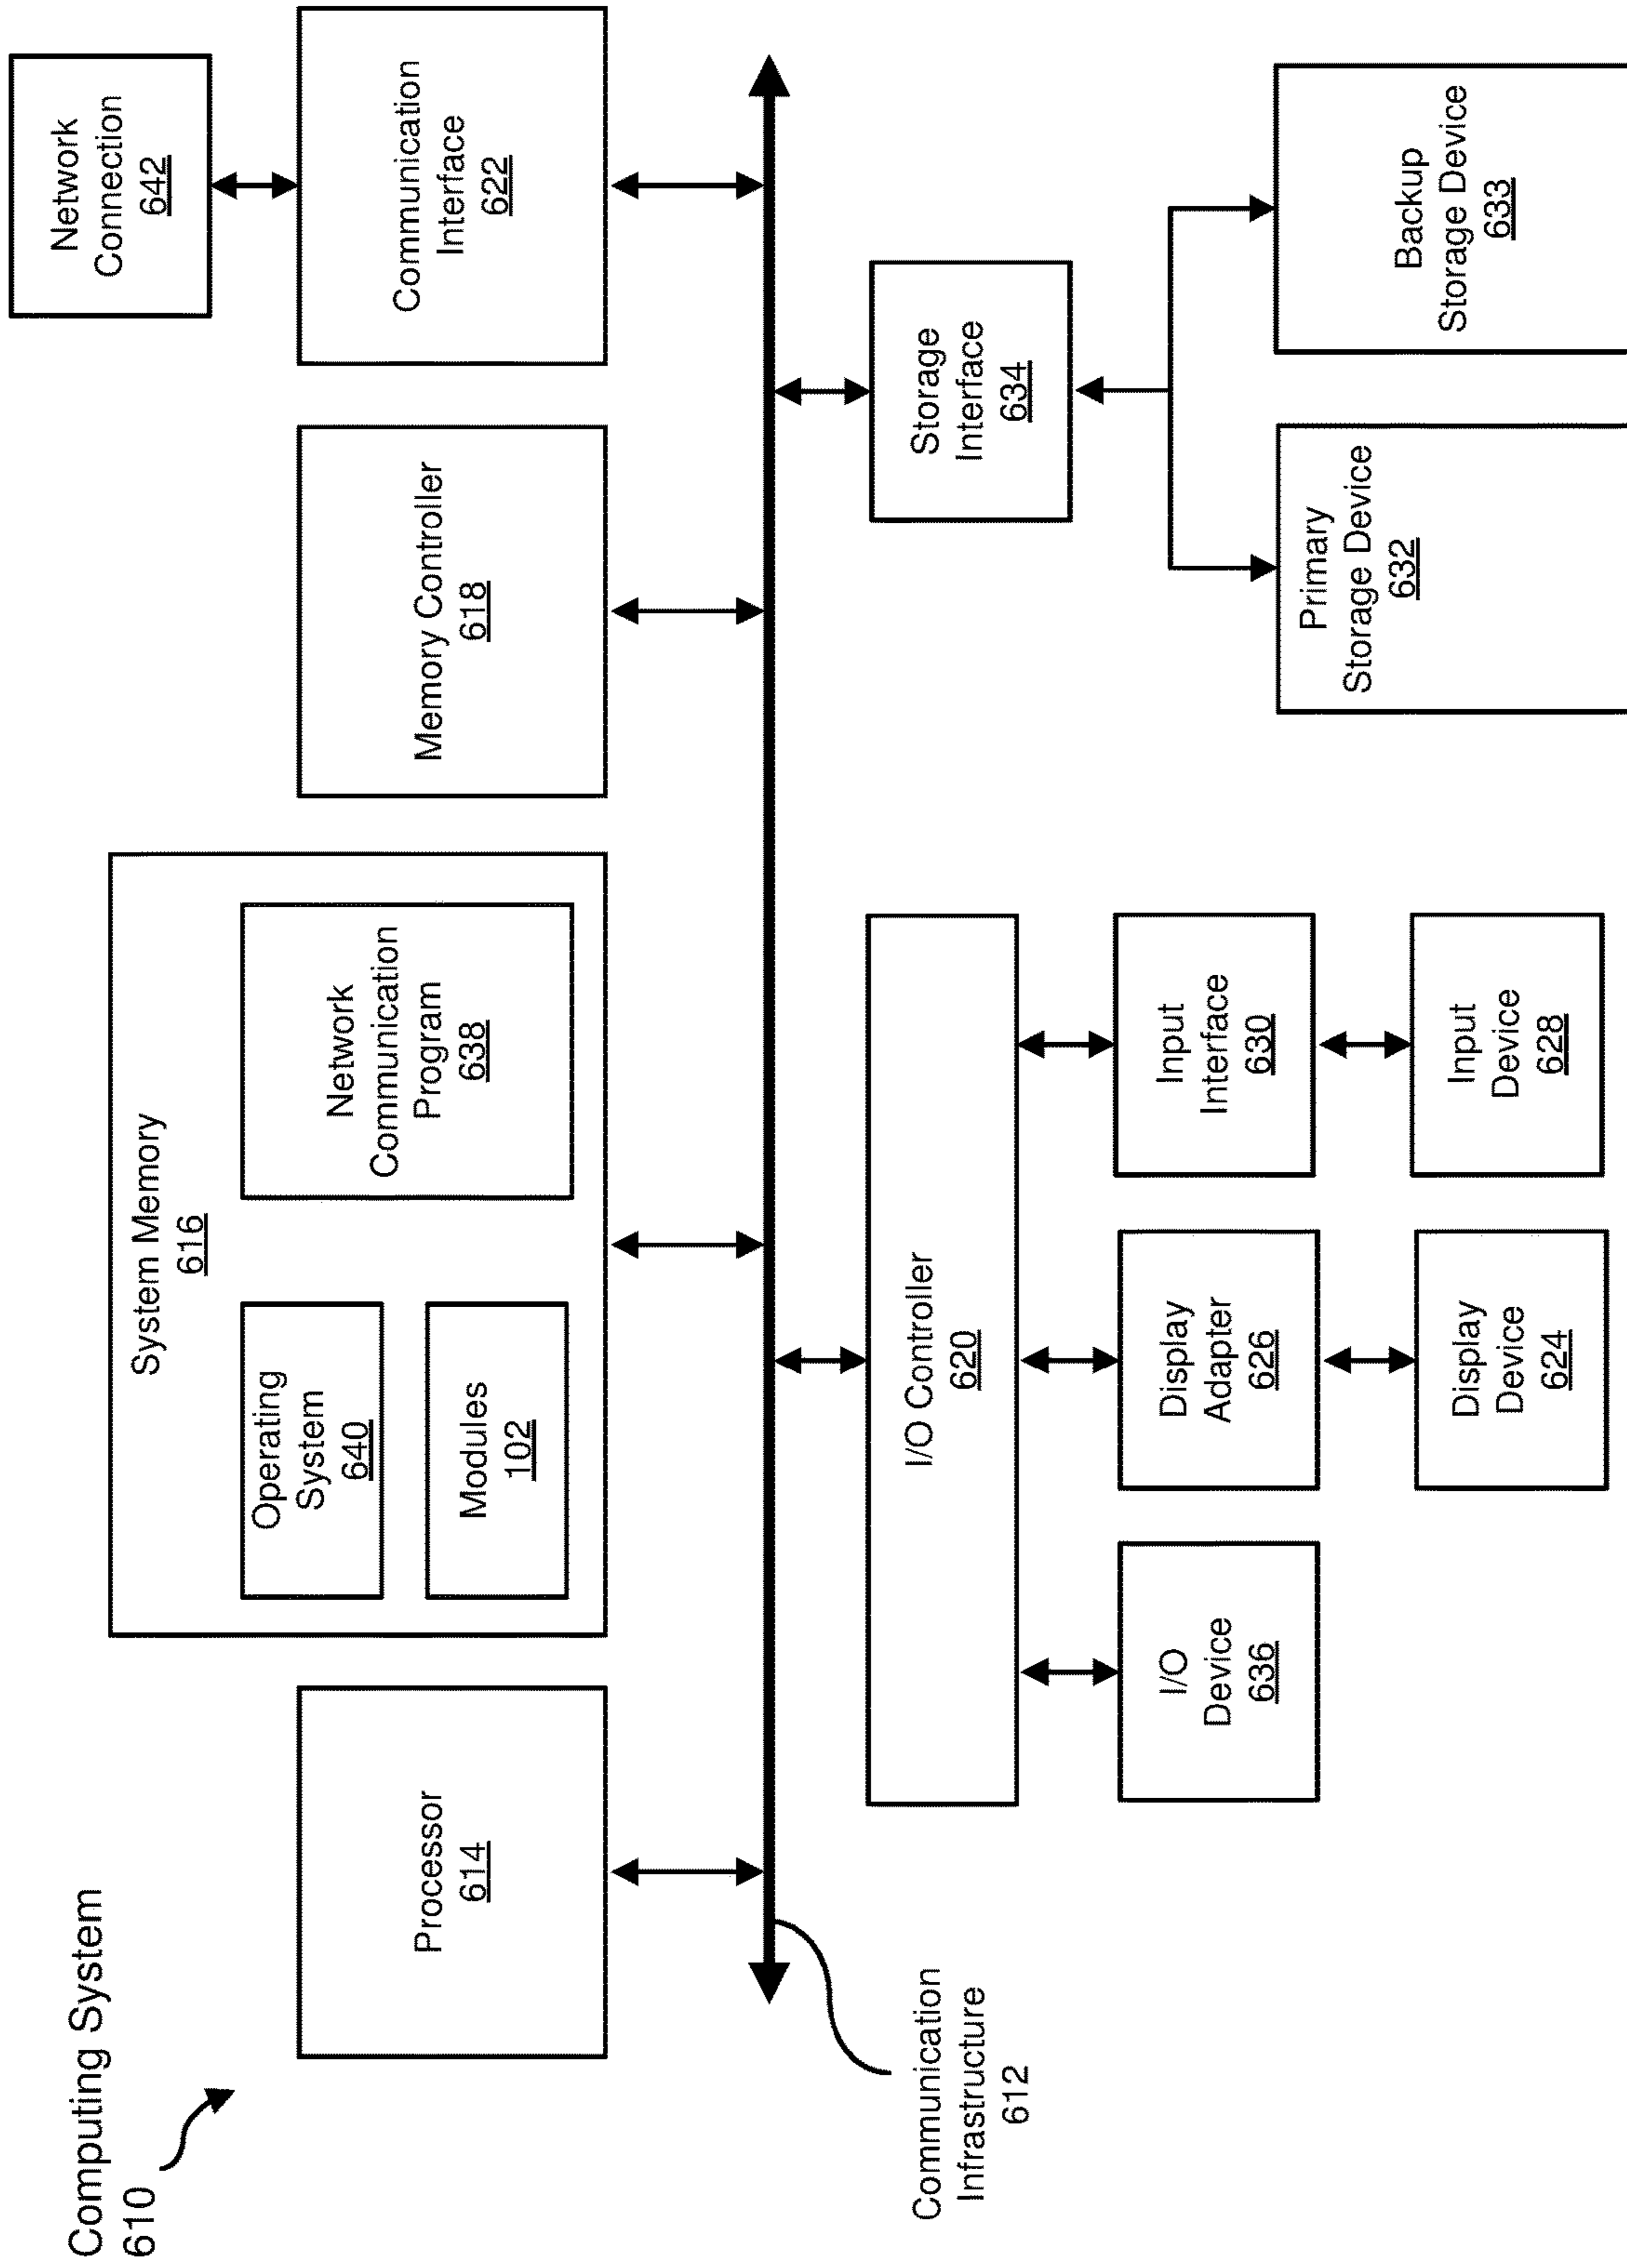 Computing System
610
Processor
614
System Memory
616
Operating
System
640
Modules
102
Network
Communication
Program
638
Memory Controller
618
Network
Connection
642
Communication
Interface
622
Communication
Infrastructure
612
I/O Controller
620
I/O
Device
636
Display
Adapter
626
Display
Device
624
Input
Interface
630
Input
Device
628
Storage
Interface
634
Primary
Storage Device
632
Backup
Storage Device
633